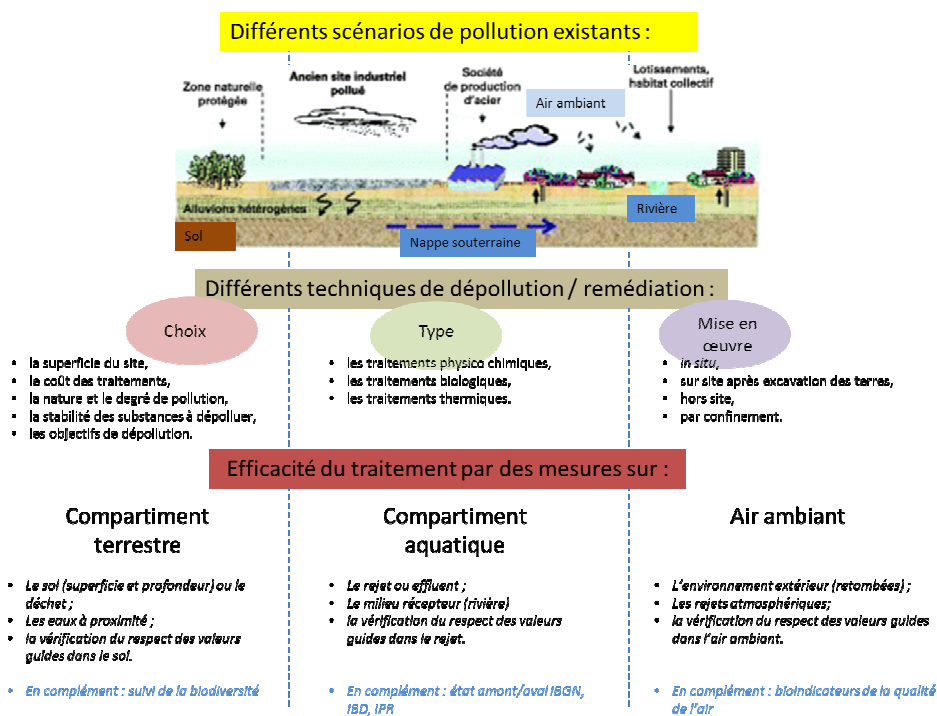 Différents scénarios de pollution existants :
Zone naturelle
protégée
Ancien site industriel
pollué
Société
de production
d'acier
Air ambiant
Lotissements,
habitat collectif
Alluvions hétérogènes
Sol
Nappe souterraine
Rivière
Différents techniques de dépollution / remédiation :
Choix
• la superficie du site,
• le coût des traitements,
• la nature et le degré de pollution,
• la stabilité des substances à dépolluer,
• les objectifs de dépollution.
Type
• les traitements physico chimiques,
• les traitements biologiques,
• les traitements thermiques.
Mise en
œuvre
• in situ,
• sur site après excavation des terres,
• hors site,
• par confinement.
Efficacité du traitement par des mesures sur :
Compartiment
terrestre
• Le sol (superficie et profondeur) ou le
déchet ;
• Les eaux à proximité ;
• la vérification du respect des valeurs
guides dans le sol.
• En complément : suivi de la biodiversité
Compartiment
aquatique
• Le rejet ou effluent ;
• Le milieu récepteur (rivière)
• la vérification du respect des valeurs
guides dans le rejet.
• En complément : état amont/aval IBGN,
IBD, IPR
Air ambiant
• L'environnement extérieur (retombées) ;
• Les rejets atmosphériques;
• la vérification du respect des valeurs guides
dans l'air ambiant.
• En complément : bioindicateurs de la qualité
de l'air